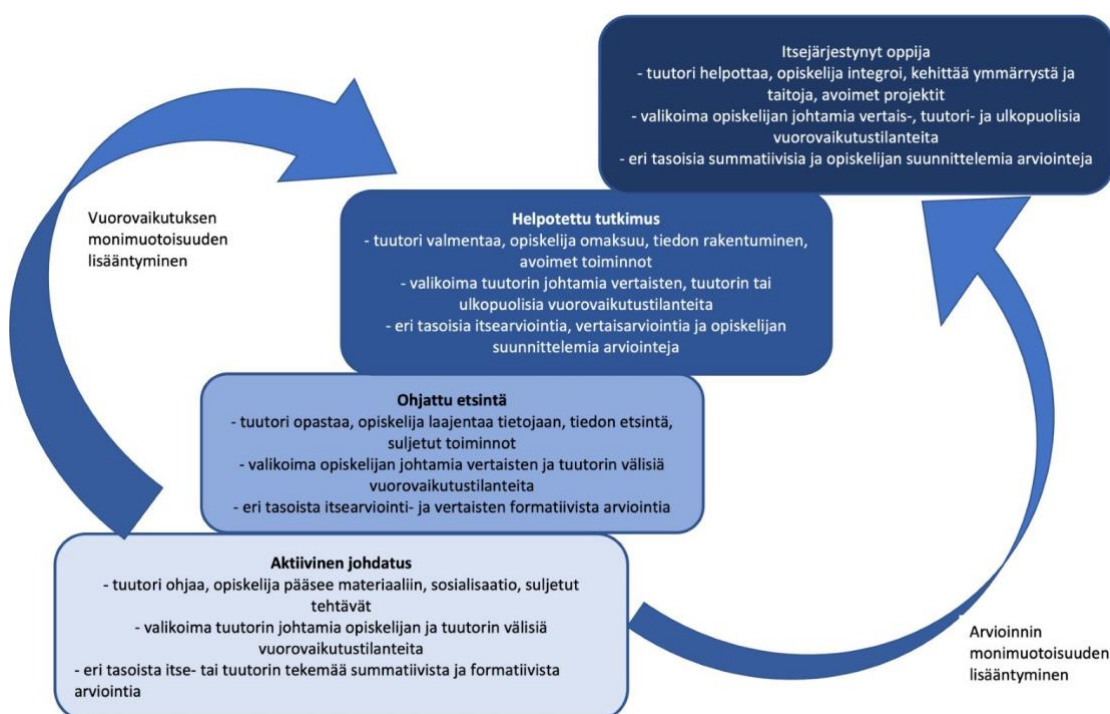 Itsejärjestynyt oppija
- tuutori helpottaa, opiskelija integroi, kehittää ymmärrystä ja
taitoja, avoimet projektit
- valikoima opiskelijan johtamia vertais-, tuutori- ja ulkopuolisia
vuorovaikutustilanteita
- eri tasoisia summatiivisia ja opiskelijan suunnittelemia arviointeja
Vuorovaikutuksen
monimuotoisuuden
lisääntyminen
Helpotettu tutkimus
- tuutori valmentaa, opiskelija omaksuu, tiedon rakentuminen,
avoimet toiminnot
- valikoima tuutorin johtamia vertaisten, tuutorin tai
ulkopuolisia vuorovaikutustilanteita
- eri tasoisia itsearviointia, vertaisarviointia ja opiskelijan
suunnittelemia arviointeja
Ohjattu etsintä
- tuutori opastaa, opiskelija laajentaa tietojaan, tiedon etsintä,
suljetut toiminnot
- valikoima opiskelijan johtamia vertaisten ja tuutorin välisiä
vuorovaikutustilanteita
- eri tasoista itsearviointi- ja vertaisten formatiivista arviointia
Aktiivinen johdatus
- tuutori ohjaa, opiskelija pääsee materiaaliin, sosialisaatio, suljetut
tehtävät
- valikoima tuutorin johtamia opiskelijan ja tuutorin välisiä
vuorovaikutustilanteita
- eri tasoista itse- tai tuutorin tekemää summatiivista ja formatiivista
arviointia
Arvioinnin
monimuotoisuuden
lisääntyminen